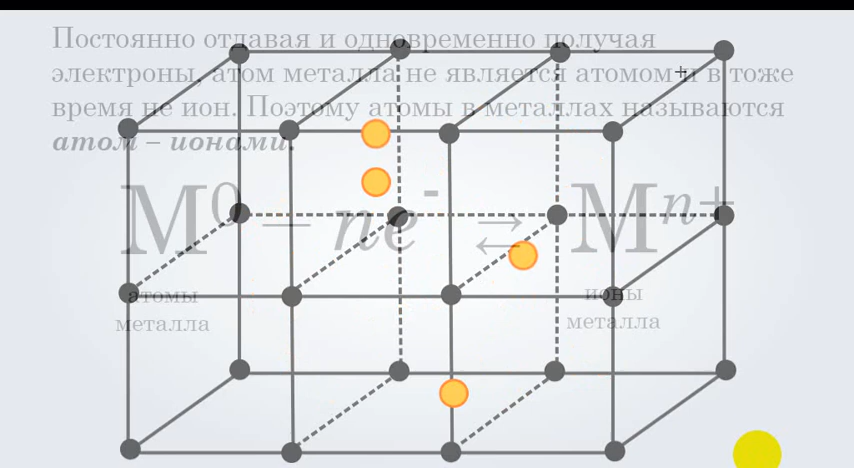 Постоянно отдавая и одновременно получая
электроны, атом металла не является атомом и в тоже
время не ион. Поэтому атомы в металлах называются
атом – ионами.
M⁰ – ne⁻ ⇄ Mⁿ⁺
атомы ионы
металла металла